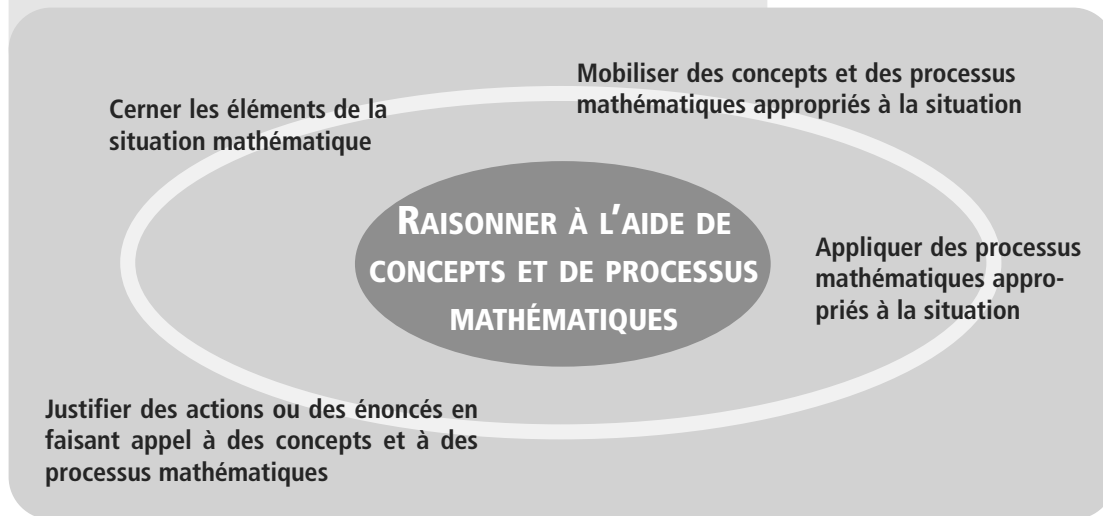 Cerner les éléments de la
situation mathématique
Mobiliser des concepts et des processus
mathématiques appropriés à la situation
RAISONNER À L'AIDE DE
CONCEPTS ET DE PROCESSUS
MATHÉMATIQUES
Appliquer des processus
mathématiques appro-
priés à la situation
Justifier des actions ou des énoncés en
faisant appel à des concepts et à des
processus mathématiques